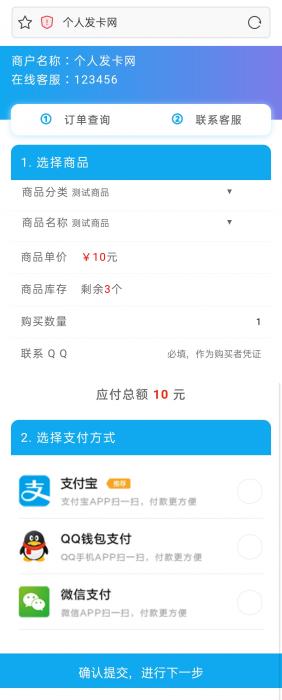 个人发卡网
商户名称：个人发卡网
在线客服：123456
① 订单查询 ② 联系客服
1. 选择商品
商品分类 测试商品 ▼
商品名称 测试商品 ▼
商品单价 ￥10元
商品库存 剩余3个
购买数量 1
联系ＱＱ 必填，作为购买者凭证
应付总额 10 元
2. 选择支付方式
支
支付宝 推荐
支付宝APP扫一扫，付款更方便
QQ钱包支付
QQ手机APP扫一扫，付款更方便
微信支付
微信APP扫一扫，付款更方便
确认提交，进行下一步